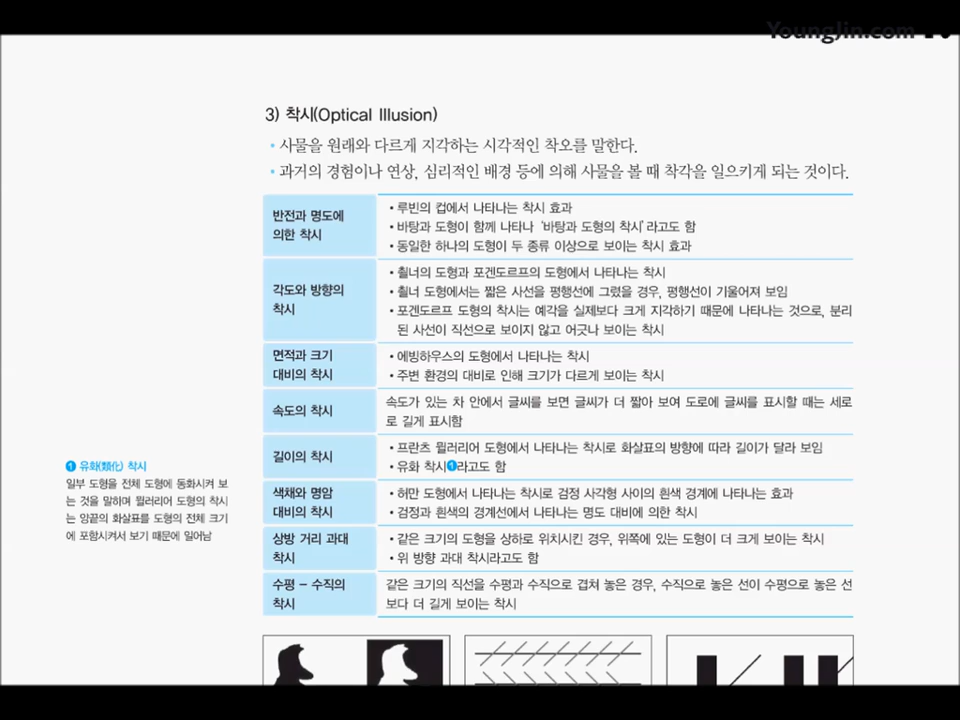 YoungJin.com
3) 착시(Optical Illusion)
• 사물을 원래와 다르게 지각하는 시각적인 착오를 말한다.
• 과거의 경험이나 연상, 심리적인 배경 등에 의해 사물을 볼 때 착각을 일으키게 되는 것이다.
반전과 명도에
의한 착시
• 루빈의 컵에서 나타나는 착시 효과
• 바탕과 도형이 함께 나타나 '바탕과 도형의 착시'라고도 함
• 동일한 하나의 도형이 두 종류 이상으로 보이는 착시 효과
각도와 방향의
착시
• 쵤너의 도형과 포겐도르프의 도형에서 나타나는 착시
• 쵤너 도형에서는 짧은 사선을 평행선에 그렸을 경우, 평행선이 기울어져 보임
• 포겐도르프 도형의 착시는 예각을 실제보다 크게 지각하기 때문에 나타나는 것으로, 분리
된 사선이 직선으로 보이지 않고 어긋나 보이는 착시
면적과 크기
대비의 착시
• 에빙하우스의 도형에서 나타나는 착시
• 주변 환경의 대비로 인해 크기가 다르게 보이는 착시
속도의 착시
속도가 있는 차 안에서 글씨를 보면 글씨가 더 짧아 보여 도로에 글씨를 표시할 때는 세로
로 길게 표시함
길이의 착시
• 프란츠 뮐러리어 도형에서 나타나는 착시로 화살표의 방향에 따라 길이가 달라 보임
• 유화 착시❶라고도 함
색채와 명암
대비의 착시
• 허만 도형에서 나타나는 착시로 검정 사각형 사이의 흰색 경계에 나타나는 효과
• 검정과 흰색의 경계선에서 나타나는 명도 대비에 의한 착시
상방 거리 과대
착시
• 같은 크기의 도형을 상하로 위치시킨 경우, 위쪽에 있는 도형이 더 크게 보이는 착시
• 위 방향 과대 착시라고도 함
수평 – 수직의
착시
같은 크기의 직선을 수평과 수직으로 겹쳐 놓은 경우, 수직으로 놓은 선이 수평으로 놓은 선
보다 더 길게 보이는 착시
❶ 유화(類化) 착시
일부 도형을 전체 도형에 동화시켜 보
는 것을 말하며 뮐러리어 도형의 착시
는 양끝의 화살표를 도형의 전체 크기
에 포함시켜서 보기 때문에 일어남